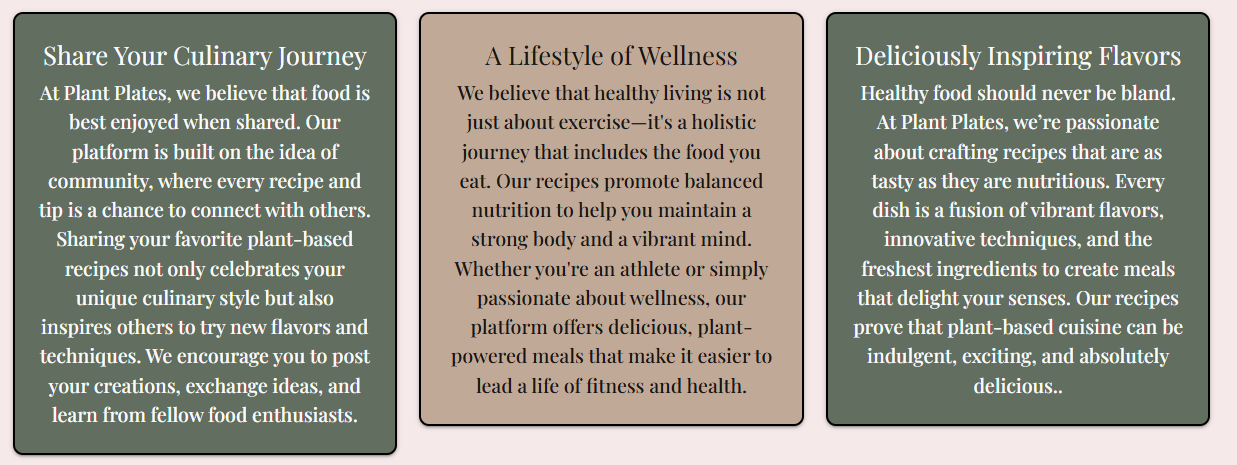 Share Your Culinary Journey
At Plant Plates, we believe that food is
best enjoyed when shared. Our
platform is built on the idea of
community, where every recipe and
tip is a chance to connect with others.
Sharing your favorite plant-based
recipes not only celebrates your
unique culinary style but also
inspires others to try new flavors and
techniques. We encourage you to post
your creations, exchange ideas, and
learn from fellow food enthusiasts.
A Lifestyle of Wellness
We believe that healthy living is not
just about exercise—it's a holistic
journey that includes the food you
eat. Our recipes promote balanced
nutrition to help you maintain a
strong body and a vibrant mind.
Whether you're an athlete or simply
passionate about wellness, our
platform offers delicious, plant-
powered meals that make it easier to
lead a life of fitness and health.
Deliciously Inspiring Flavors
Healthy food should never be bland.
At Plant Plates, we’re passionate
about crafting recipes that are as
tasty as they are nutritious. Every
dish is a fusion of vibrant flavors,
innovative techniques, and the
freshest ingredients to create meals
that delight your senses. Our recipes
prove that plant-based cuisine can be
indulgent, exciting, and absolutely
delicious..